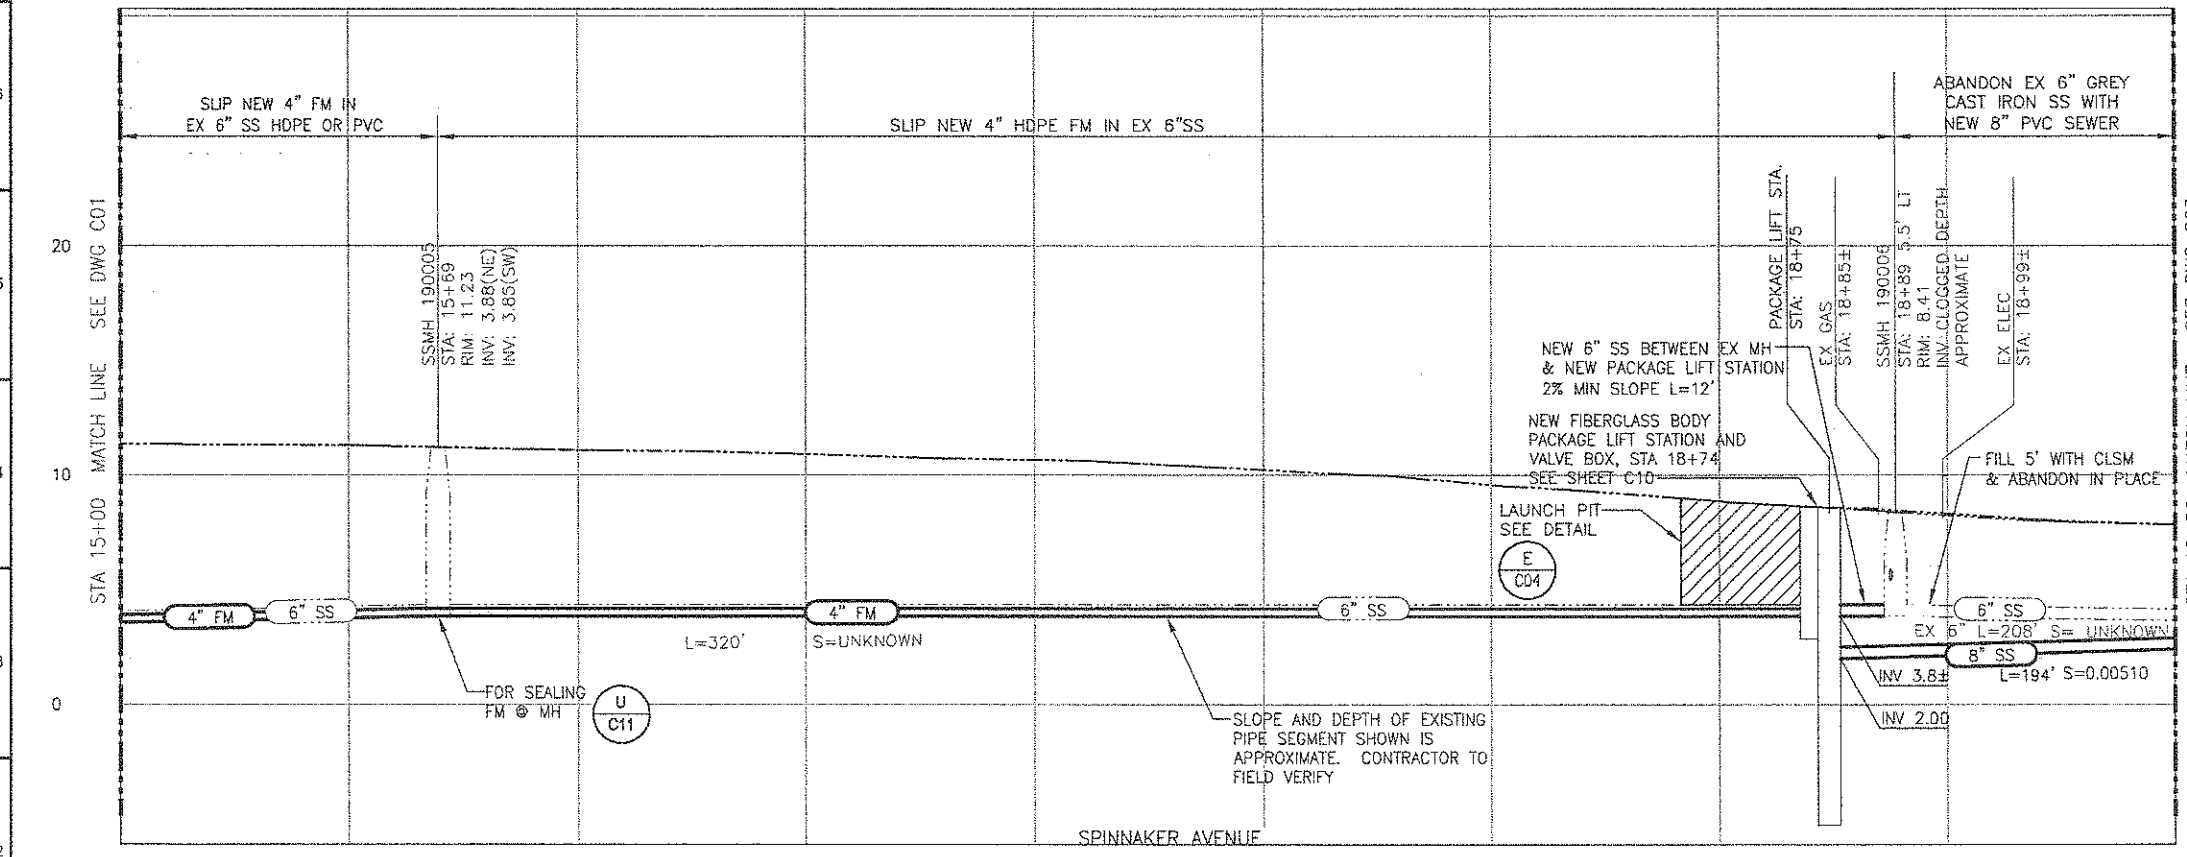 SLIP NEW 4" FM IN
EX 6" SS HDPE OR PVC
SLIP NEW 4" HDPE FM IN EX 6"SS
ABANDON EX 6" GREY
CAST IRON SS WITH
NEW 8" PVC SEWER
STA 15+00 MATCH LINE SEE DWG C01
20
10
0
SSMH 190005
STA: 15+69
RIM: 11.23
INV: 3.88(NE)
INV: 3.85(SW)
PACKAGE LIFT STA.
STA: 18+75
EX GAS
STA: 18+85±
SSMH 190006
STA: 18+89 5.5' LT
RIM: 8.41
INV: CLOGGED DEPTH
APPROXIMATE
EX ELEC
STA: 18+99±
NEW 6" SS BETWEEN EX MH
& NEW PACKAGE LIFT STATION
2% MIN SLOPE L=12'
NEW FIBERGLASS BODY
PACKAGE LIFT STATION AND
VALVE BOX, STA 18+74
SEE SHEET C10
LAUNCH PIT
SEE DETAIL
E
C04
FILL 5' WITH CLSM
& ABANDON IN PLACE
4" FM
6" SS
4" FM
6" SS
6" SS
L=320' S=UNKNOWN
EX 6" L=208' S= UNKNOWN
8" SS
L=194' S=0.00510
INV 3.8±
INV 2.00
FOR SEALING
FM @ MH
U
C11
SLOPE AND DEPTH OF EXISTING
PIPE SEGMENT SHOWN IS
APPROXIMATE. CONTRACTOR TO
FIELD VERIFY
SPINNAKER AVENUE